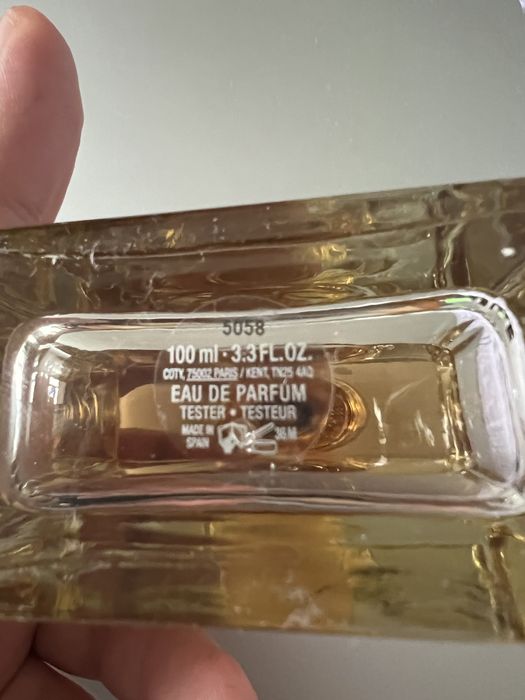 5058
100 ml · 3.3 FL.OZ.
COTY, 75002 PARIS / KENT, TN25 4AQ
EAU DE PARFUM
TESTER • TESTEUR
MADE IN
SPAIN
36 M